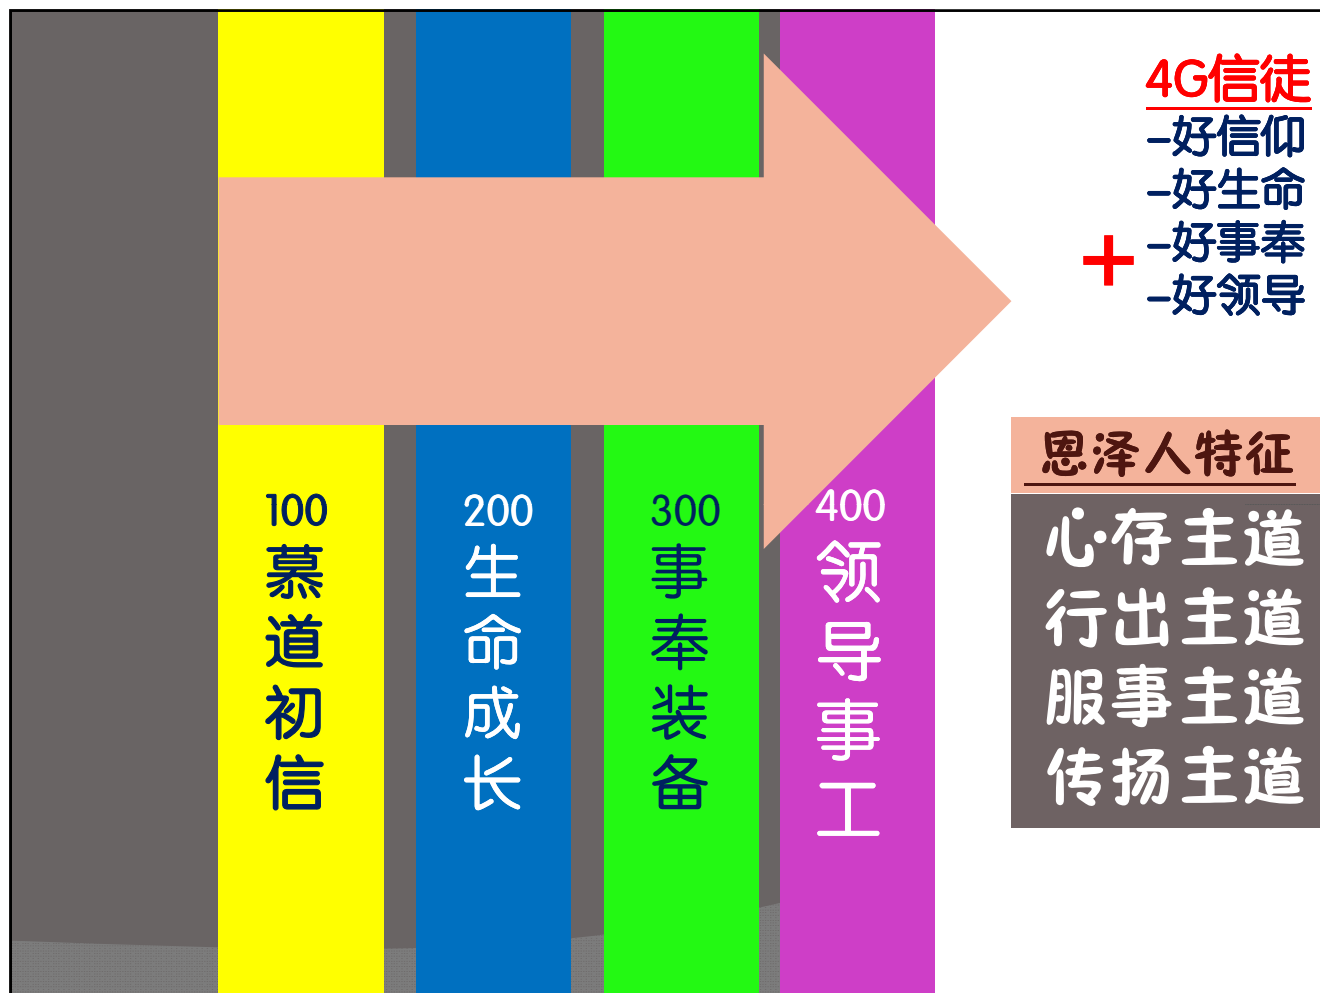 100
慕
道
初
信
200
生
命
成
长
300
事
奉
装
备
400
领
导
事
工
4G信徒
-好信仰
-好生命
-好事奉
-好领导
+
恩泽人特征
心·存主道
行出主道
服事主道
传扬主道